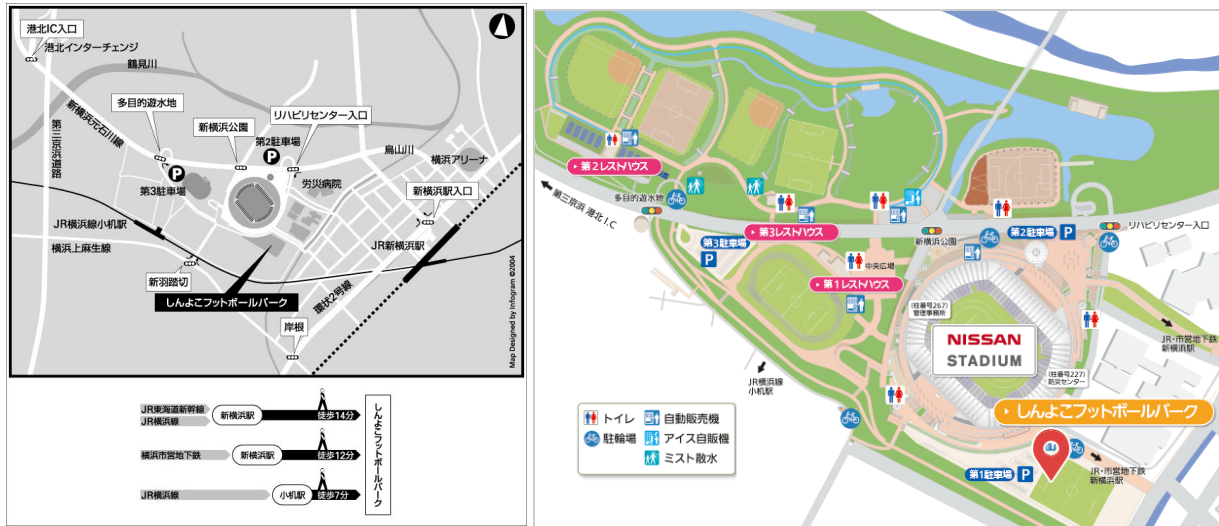 港北IC入口
港北インターチェンジ
鶴見川
多目的遊水地
新横浜元石川線
第三京浜道路
新横浜公園
第2駐車場
P
リハビリセンター入口
鳥山川
横浜アリーナ
労災病院
新横浜駅入口
P
第3駐車場
JR横浜線小机駅
横浜上麻生線
JR新横浜駅
新羽踏切
しんよこフットボールパーク
環状2号線
岸根
Map Designed by Infogram ©2004
JR東海道新幹線
JR横浜線
新横浜駅
徒歩14分
横浜市営地下鉄
新横浜駅
徒歩12分
JR横浜線
小机駅
徒歩7分
しんよこフットボールパーク
第2レストハウス
第三京浜 港北 I.C
多目的遊水地
第3レストハウス
新横浜公園
第2駐車場
P
リハビリセンター入口
第3駐車場
P
中央広場
第1レストハウス
(柱番号267)
管理事務所
NISSAN
STADIUM
JR・市営地下鉄
新横浜駅
(柱番号227)
防災センター
JR横浜線
小机駅
しんよこフットボールパーク
トイレ
自動販売機
駐輪場
アイス自販機
ミスト散水
第1駐車場
P
JR・市営地下鉄
新横浜駅